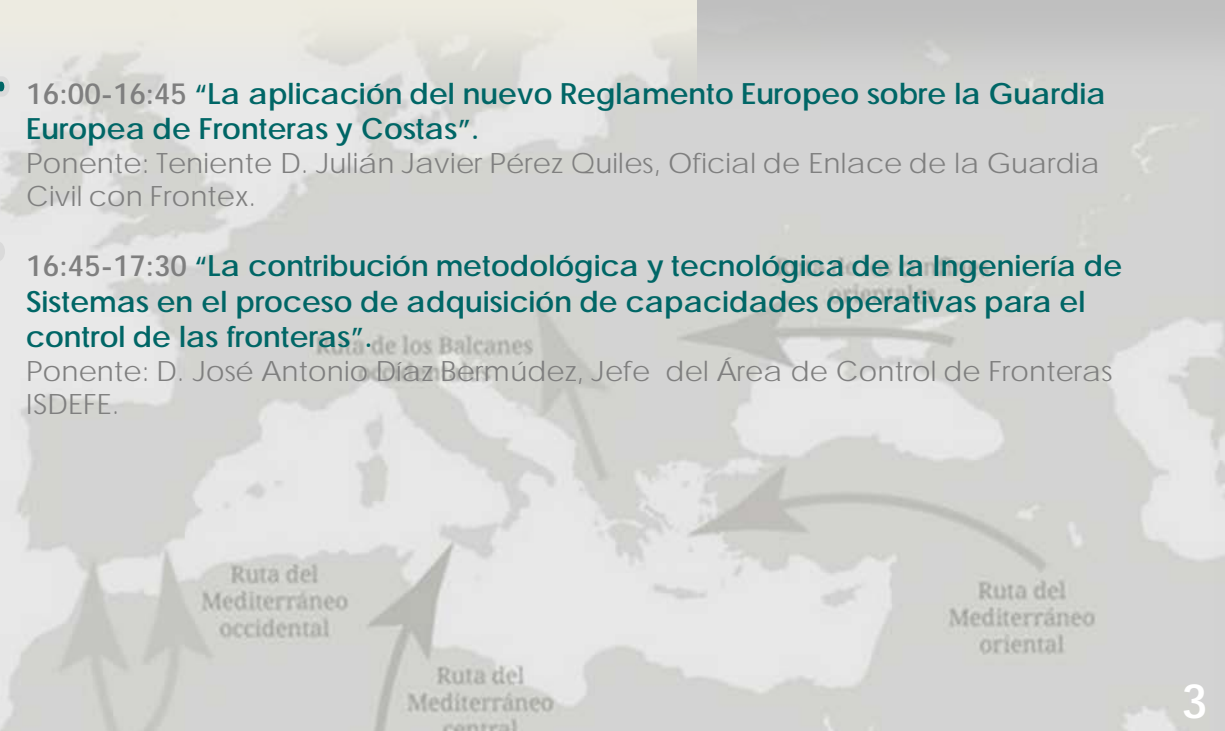 16:00-16:45 “La aplicación del nuevo Reglamento Europeo sobre la Guardia
Europea de Fronteras y Costas”.
Ponente: Teniente D. Julián Javier Pérez Quiles, Oficial de Enlace de la Guardia
Civil con Frontex.
16:45-17:30 “La contribución metodológica y tecnológica de la Ingeniería de
Sistemas en el proceso de adquisición de capacidades operativas para el
control de las fronteras”.
Ponente: D. José Antonio Díaz Bermúdez, Jefe del Área de Control de Fronteras
ISDEFE.
orientales
Ruta de los Balcanes
Ruta del
Mediterráneo
occidental
Ruta del
Mediterráneo
oriental
Ruta del
Mediterráneo
central
3